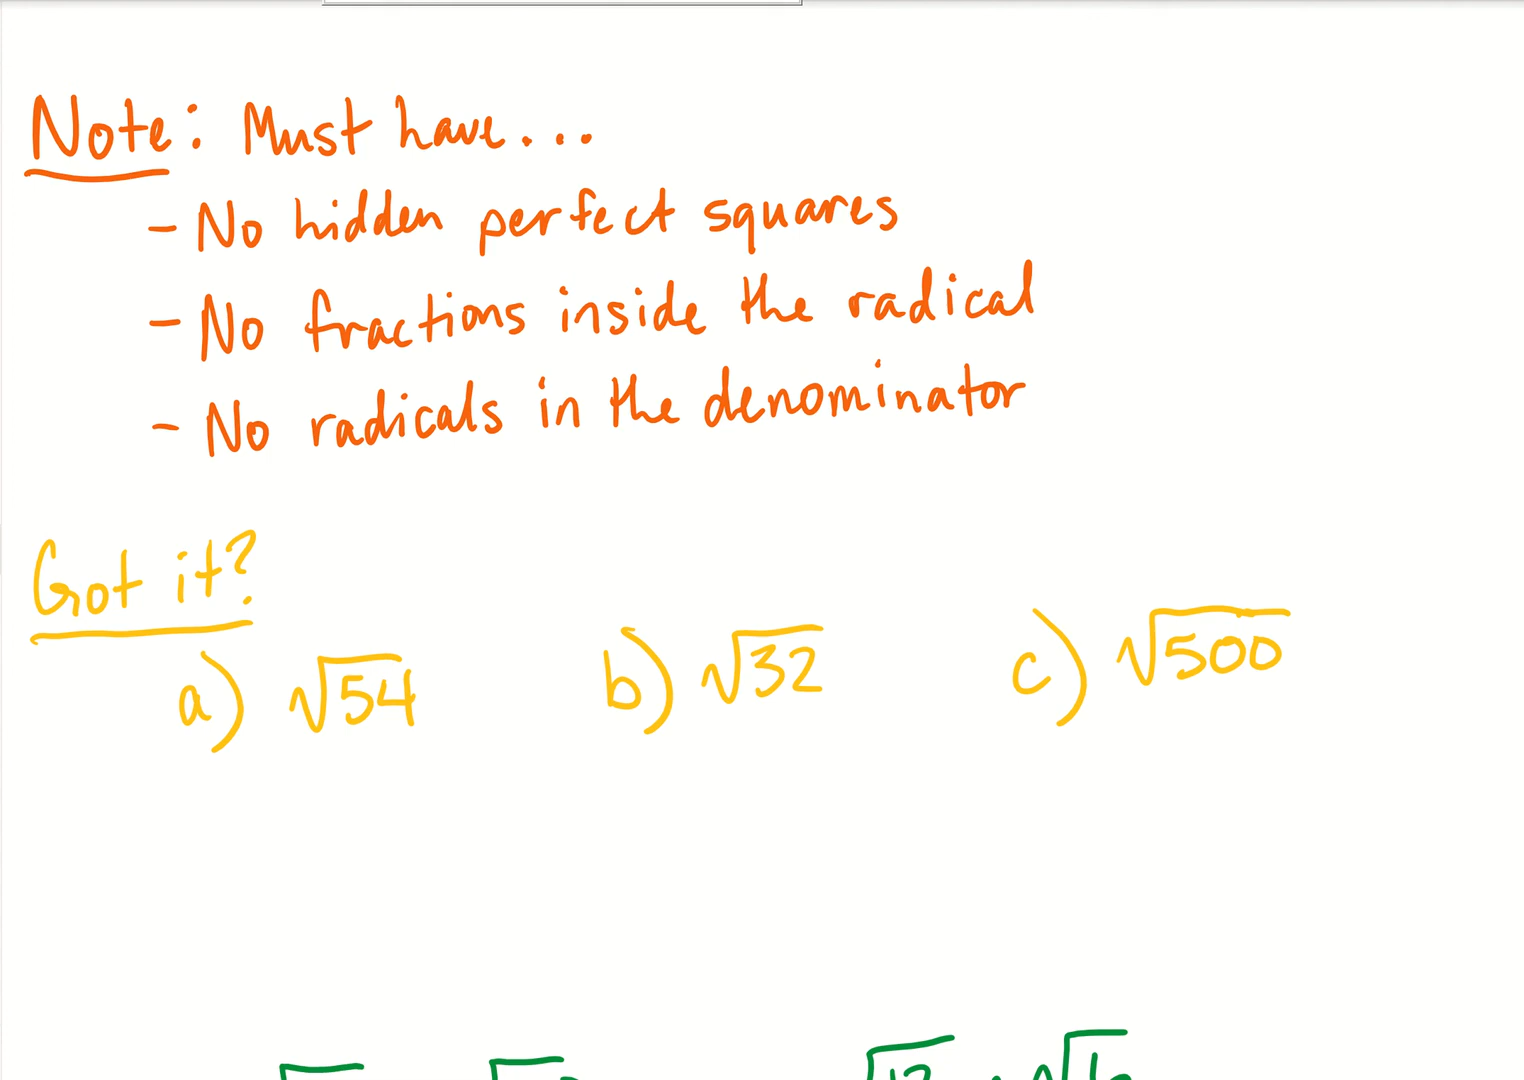 Note: Must have...
- No hidden perfect squares
- No fractions inside the radical
- No radicals in the denominator
Got it?
a) √54 b) √32 c) √500